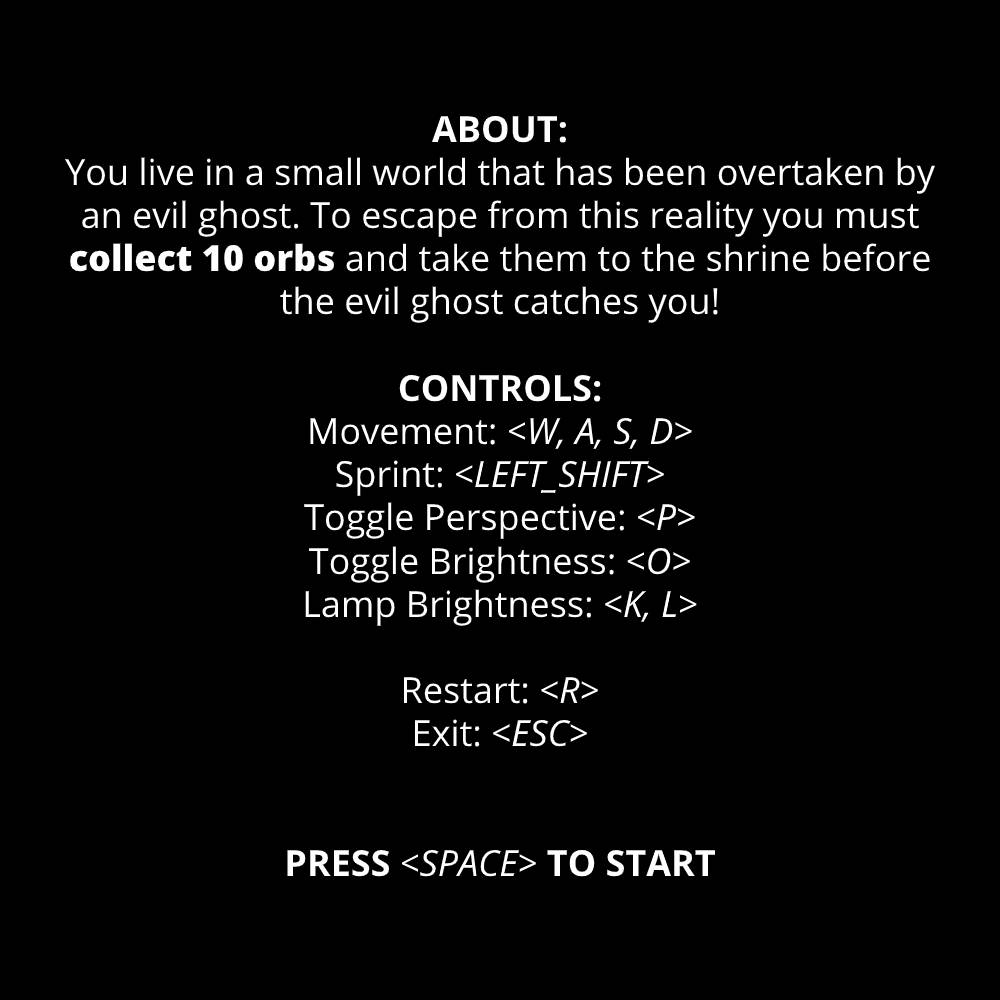 ABOUT:
You live in a small world that has been overtaken by
an evil ghost. To escape from this reality you must
collect 10 orbs and take them to the shrine before
the evil ghost catches you!
CONTROLS:
Movement: <W, A, S, D>
Sprint: <LEFT_SHIFT>
Toggle Perspective: <P>
Toggle Brightness: <O>
Lamp Brightness: <K, L>
Restart: <R>
Exit: <ESC>
PRESS <SPACE> TO START